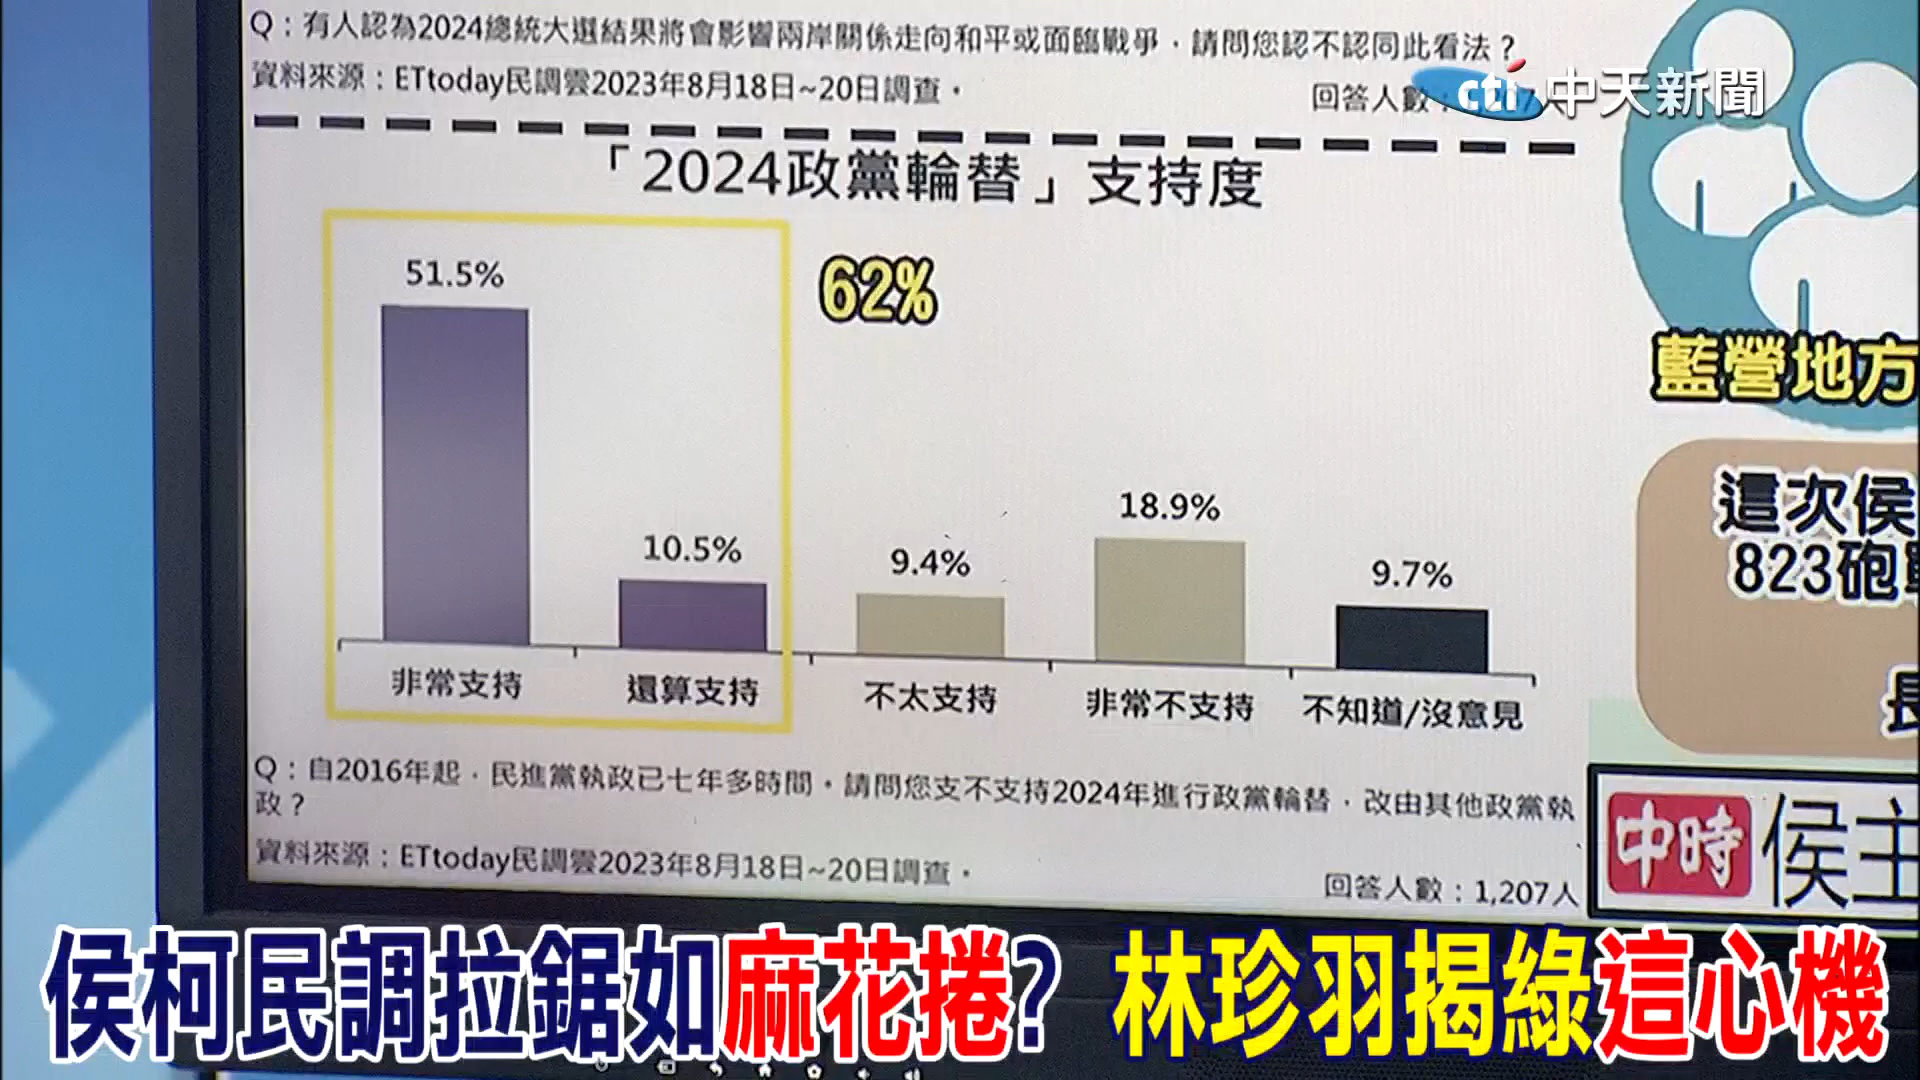 Q：有人認為2024總統大選結果將會影響兩岸關係走向和平或面臨戰爭，請問您認不認同此看法？
資料來源：ETtoday民調雲2023年8月18日~20日調查。
回答人數：
cti 中天新聞
「2024政黨輪替」支持度
51.5%
62%
10.5%
9.4%
18.9%
9.7%
非常支持
還算支持
不太支持
非常不支持
不知道/沒意見
Q：自2016年起，民進黨執政已七年多時間。請問您支不支持2024年進行政黨輪替，改由其他政黨執
政？
資料來源：ETtoday民調雲2023年8月18日~20日調查。
回答人數：1,207人
藍營地方
這次侯
823砲
長
中時 侯主
侯柯民調拉鋸如麻花捲? 林珍羽揭綠這心機